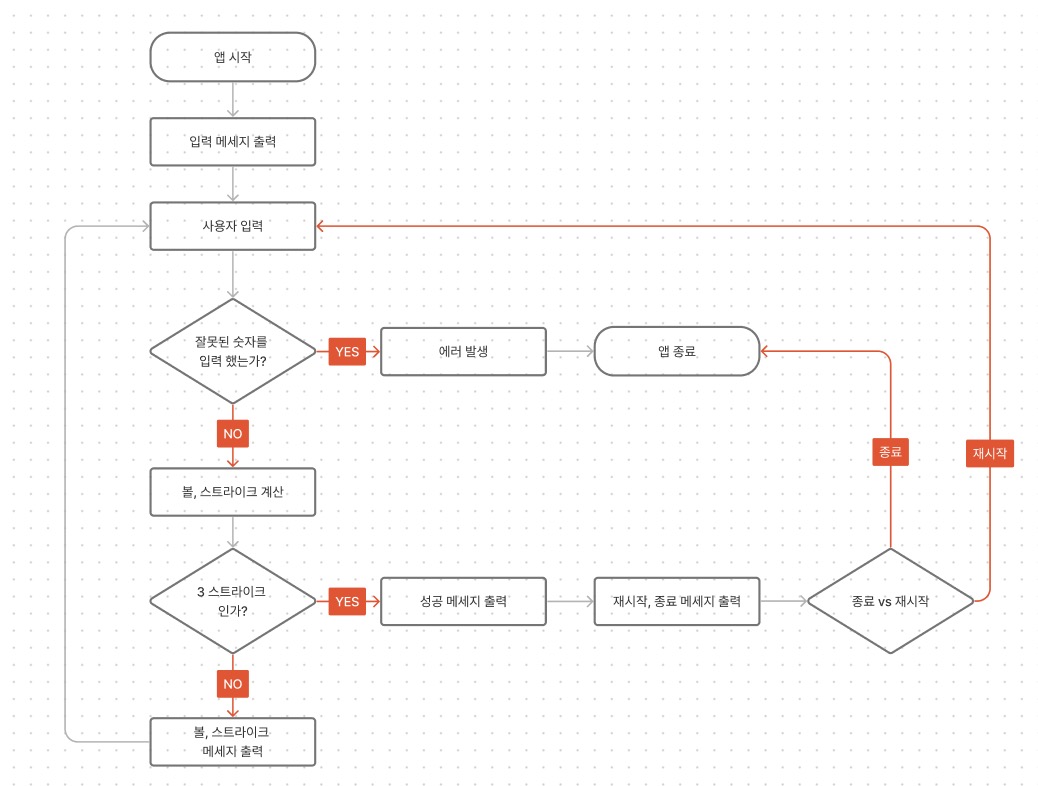 앱 시작
입력 메세지 출력
사용자 입력
잘못된 숫자를
입력 했는가?
YES
에러 발생
앱 종료
NO
종료
재시작
볼, 스트라이크 계산
3 스트라이크
인가?
YES
성공 메세지 출력
재시작, 종료 메세지 출력
종료 vs 재시작
NO
볼, 스트라이크
메세지 출력